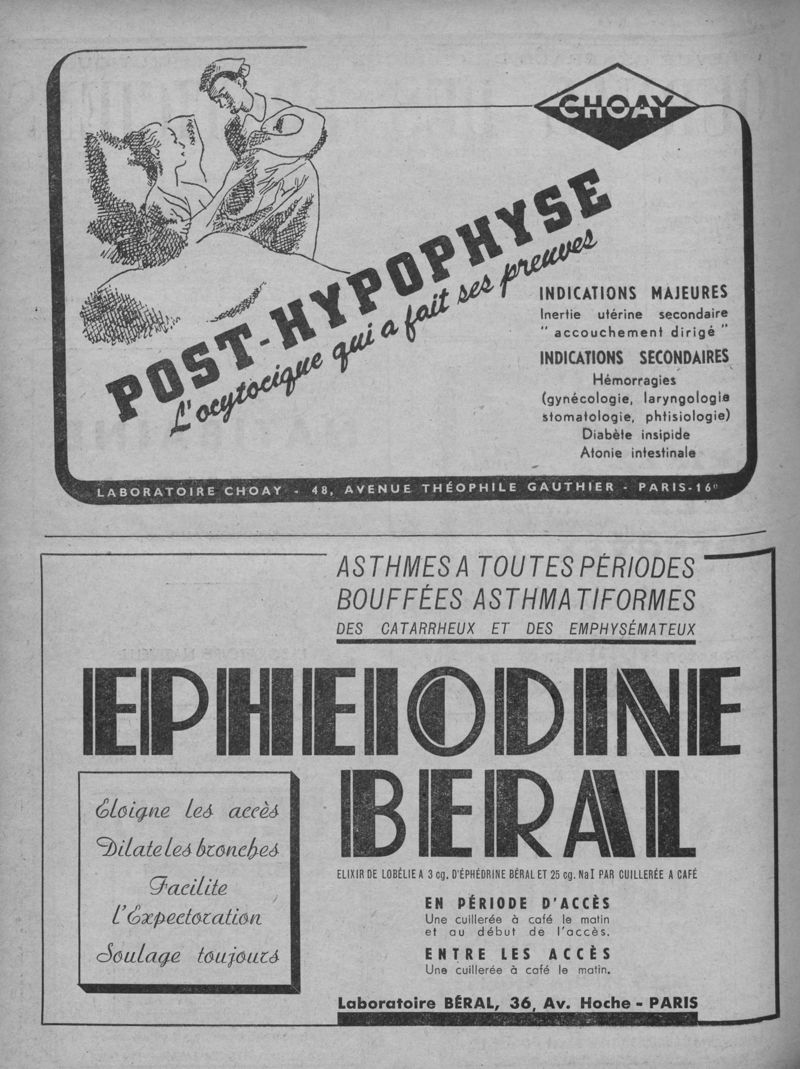 CHOAY
POST-HYPOPHYSE
L'ocytocique qui a fait ses preuves
INDICATIONS MAJEURES
Inertie utérine secondaire
" accouchement dirigé "
INDICATIONS SECONDAIRES
Hémorragies
(gynécologie, laryngologie
stomatologie, phtisiologie)
Diabète insipide
Atonie intestinale
LABORATOIRE CHOAY - 48, AVENUE THÉOPHILE GAUTHIER - PARIS-16e
ASTHMES A TOUTES PÉRIODES
BOUFFÉES ASTHMATIFORMES
DES CATARRHEUX ET DES EMPHYSÉMATEUX
EPHEIODINE
BERAL
Eloigne les accès
Dilate les bronches
Facilite
l'Expectoration
Soulage toujours
ELIXIR DE LOBÉLIE A 3 cg. D'ÉPHÉDRINE BÉRAL ET 25 cg. NaI PAR CUILLERÉE A CAFÉ
EN PÉRIODE D'ACCÈS
Une cuillerée à café le matin
et au début de l'accès.
ENTRE LES ACCÈS
Une cuillerée à café le matin.
Laboratoire BÉRAL, 36, Av. Hoche - PARIS